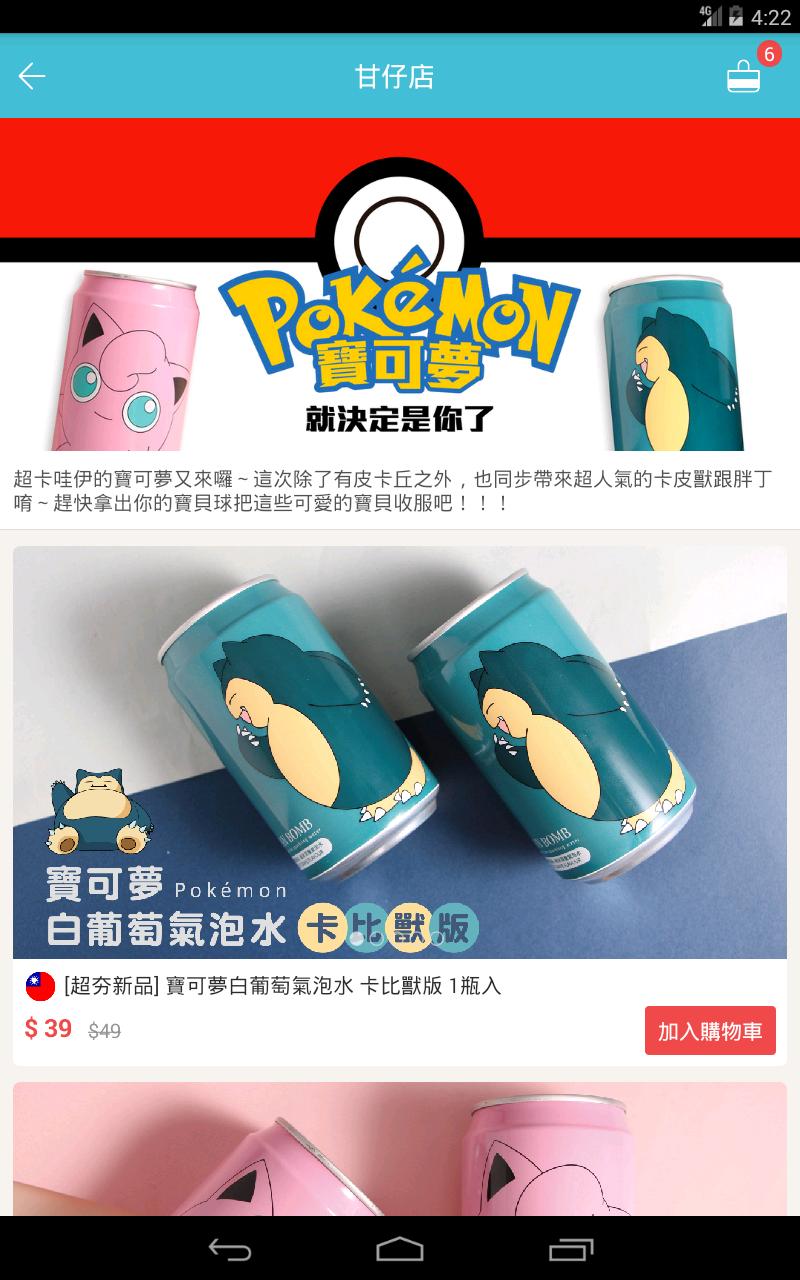 4G 4:22
甘仔店
6
Pokémon
寶可夢
就決定是你了
超卡哇伊的寶可夢又來囉～這次除了有皮卡丘之外，也同步帶來超人氣的卡皮獸跟胖丁
唷～趕快拿出你的寶貝球把這些可愛的寶貝收服吧！！！
BOMB
BOMB
寶可夢 Pokémon
白葡萄氣泡水 卡比獸版
[超夯新品] 寶可夢白葡萄氣泡水 卡比獸版 1瓶入
$ 39 $49
加入購物車